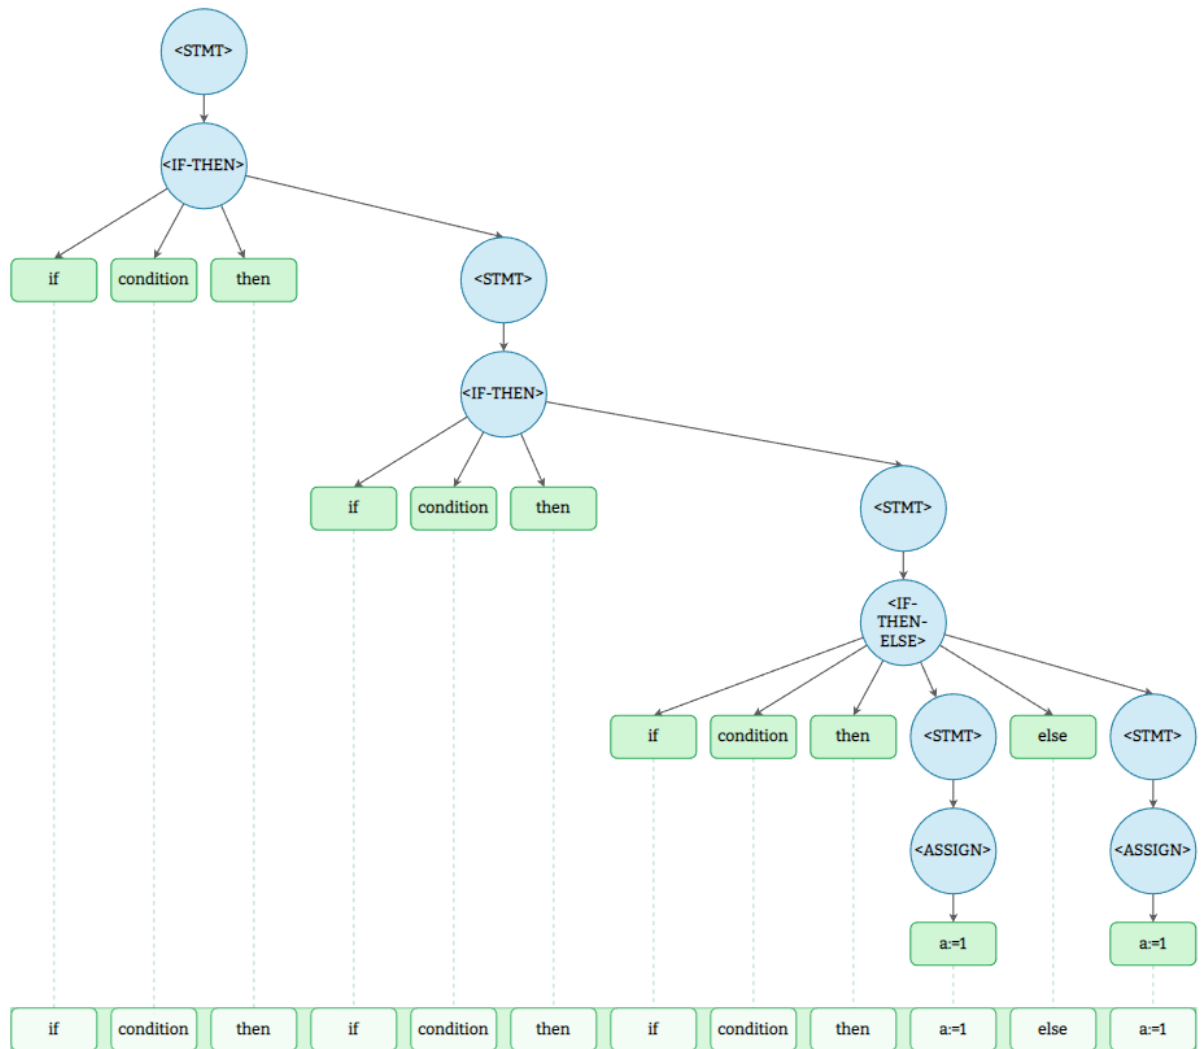 <STMT>
<IF-THEN>
if condition then
<STMT>
<IF-THEN>
if condition then
<STMT>
<IF-
THEN-
ELSE>
if condition then <STMT> else <STMT>
<ASSIGN> <ASSIGN>
a:=1 a:=1
if condition then if condition then if condition then a:=1 else a:=1